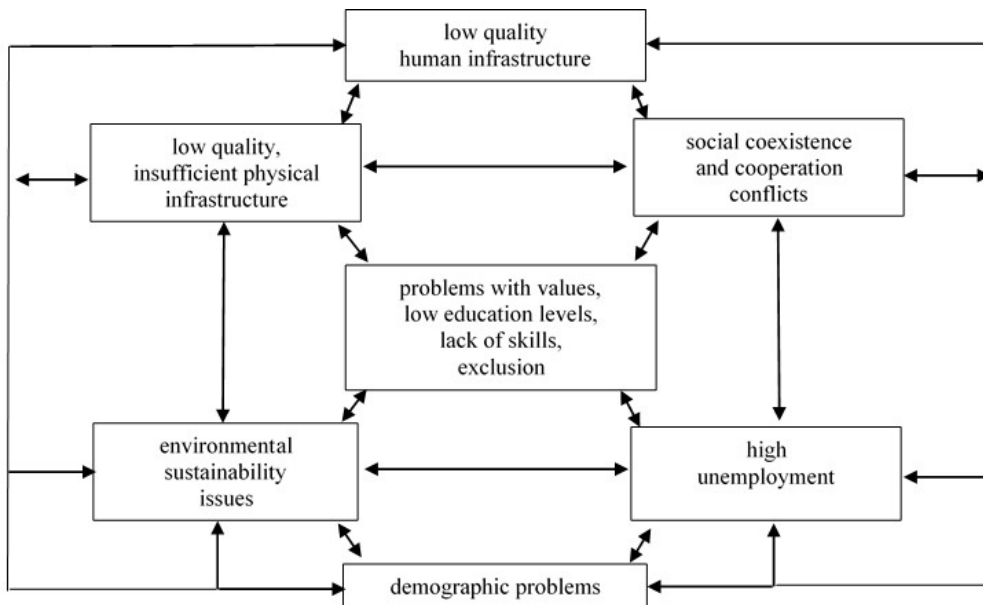 low quality
human infrastructure
low quality,
insufficient physical
infrastructure
social coexistence
and cooperation
conflicts
problems with values,
low education levels,
lack of skills,
exclusion
environmental
sustainability
issues
high
unemployment
demographic problems